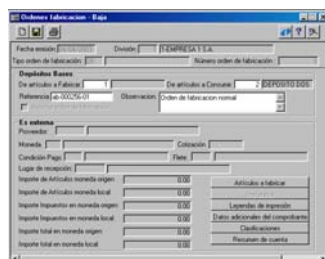 Ordenes fabricacion - Baja
Fecha emisión División 1-EMPRESA Y S.A.
Tipo orden de fabricación Número orden de fabricación
Depósitos Bases
De artículos a Fabricar 1 De artículos a Consumir 2 DEPOSITO DOS
Referencia ab-000256-01 Observacion Orden de fabricacion normal
Es externa
Proveedor
Moneda Cotización
Condición Pago Flete
Lugar de recepción
Importe de Artículos moneda origen 0.00
Importe de Artículos moneda local 0.00
Importe Impuestos en moneda origen 0.00
Importe Impuestos en moneda local 0.00
Importe total en moneda origen 0.00
Importe total en moneda local 0.00
Artículos a fabricar
Leyendas de impresión
Datos adicionales del comprobante
Clasificaciones
Resumen de cuenta